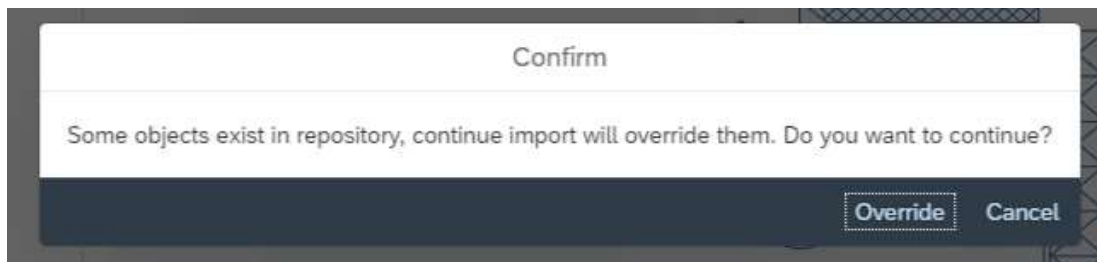 Confirm
Some objects exist in repository, continue import will override them. Do you want to continue?
Override Cancel